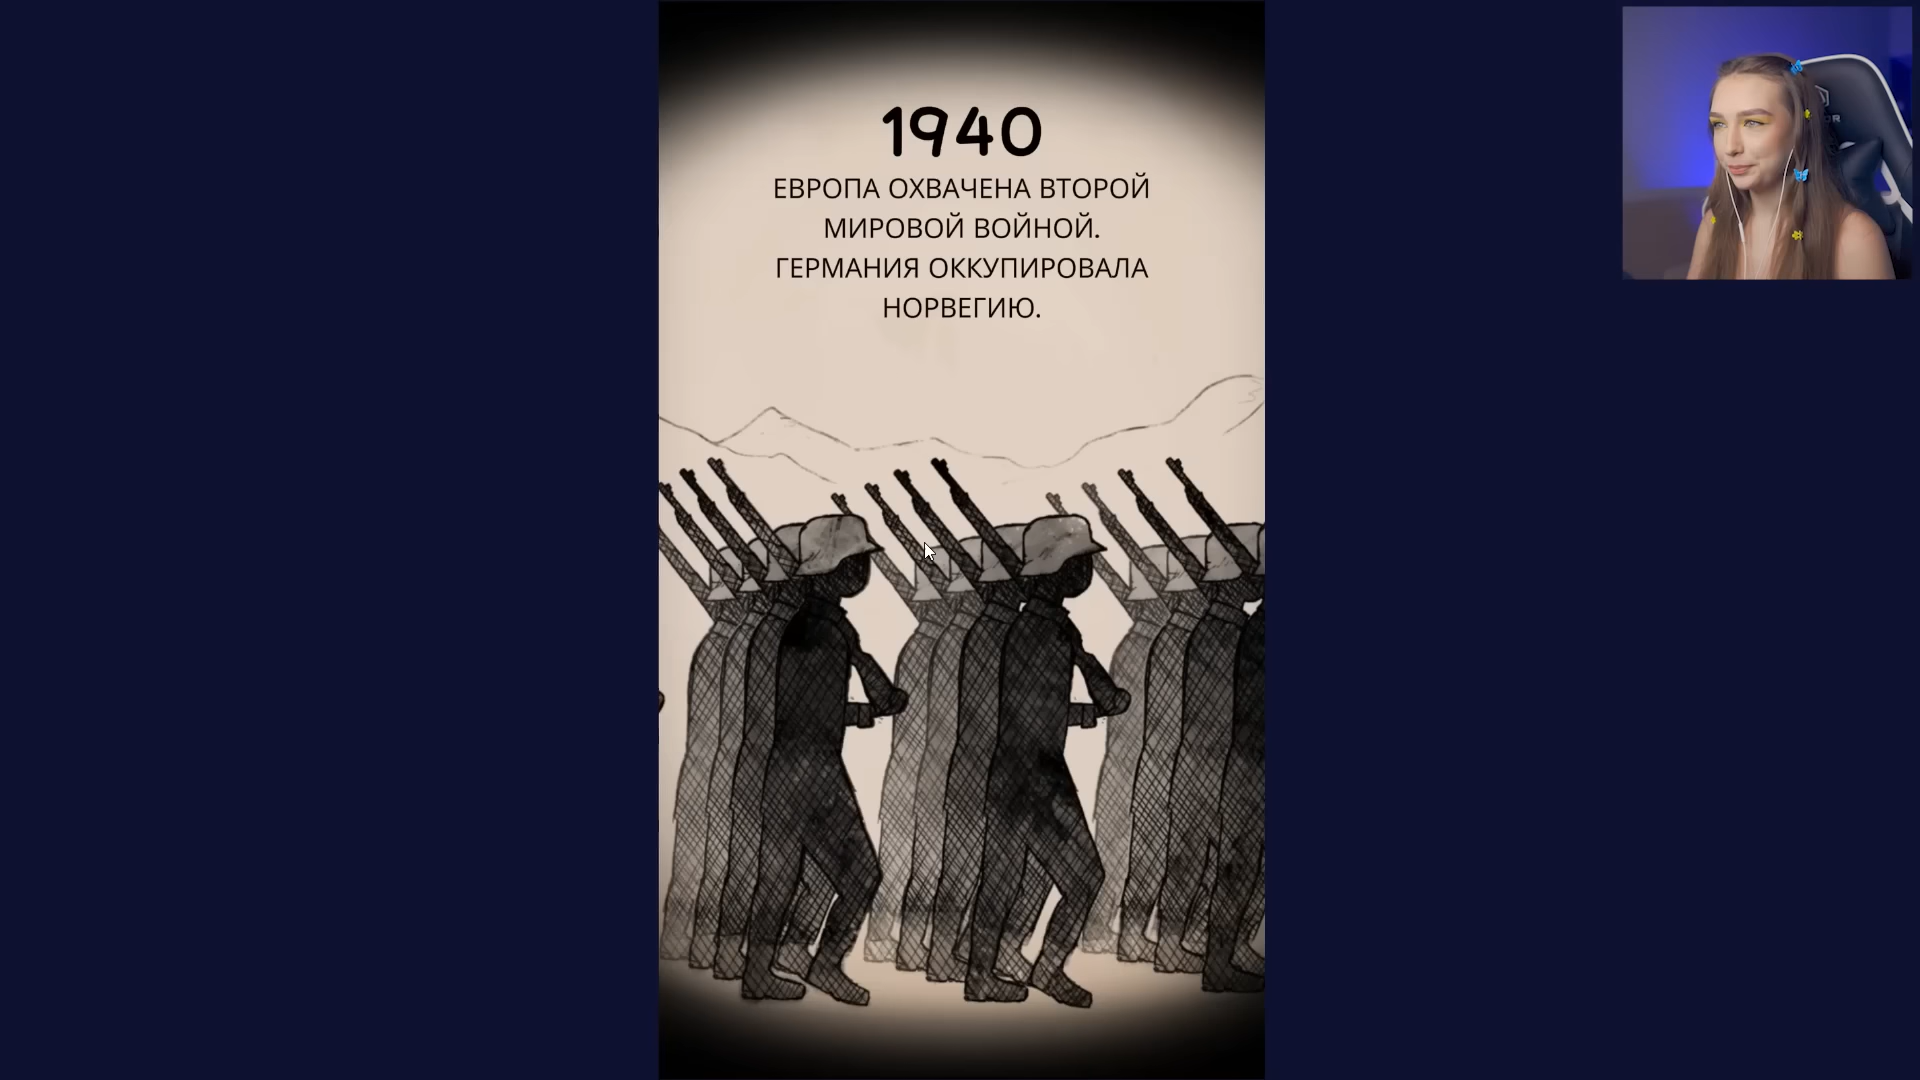 1940
ЕВРОПА ОХВАЧЕНА ВТОРОЙ
МИРОВОЙ ВОЙНОЙ.
ГЕРМАНИЯ ОККУПИРОВАЛА
НОРВЕГИЮ.